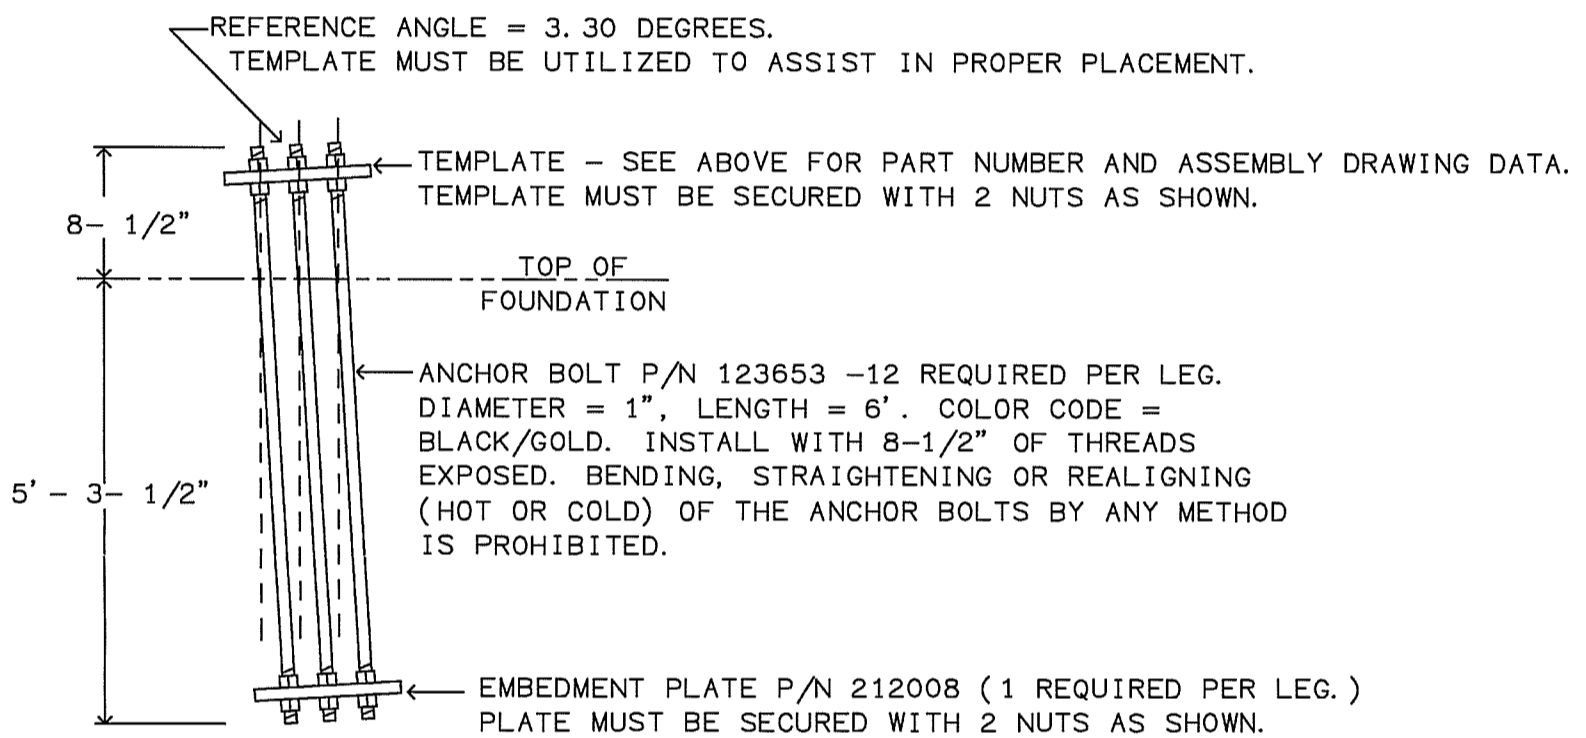 REFERENCE ANGLE = 3.30 DEGREES.
TEMPLATE MUST BE UTILIZED TO ASSIST IN PROPER PLACEMENT.
TEMPLATE - SEE ABOVE FOR PART NUMBER AND ASSEMBLY DRAWING DATA.
TEMPLATE MUST BE SECURED WITH 2 NUTS AS SHOWN.
8- 1/2"
TOP OF
FOUNDATION
ANCHOR BOLT P/N 123653 -12 REQUIRED PER LEG.
DIAMETER = 1", LENGTH = 6'. COLOR CODE =
BLACK/GOLD. INSTALL WITH 8-1/2" OF THREADS
EXPOSED. BENDING, STRAIGHTENING OR REALIGNING
(HOT OR COLD) OF THE ANCHOR BOLTS BY ANY METHOD
IS PROHIBITED.
5' - 3- 1/2"
EMBEDMENT PLATE P/N 212008 (1 REQUIRED PER LEG.)
PLATE MUST BE SECURED WITH 2 NUTS AS SHOWN.